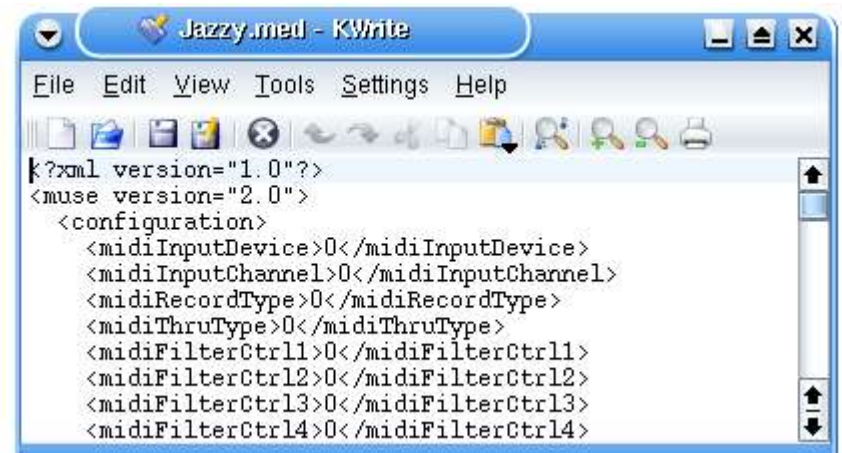 Jazzy.med - KWrite
File Edit View Tools Settings Help
<?xml version="1.0"?>
<muse version="2.0">
  <configuration>
    <midiInputDevice>0</midiInputDevice>
    <midiInputChannel>0</midiInputChannel>
    <midiRecordType>0</midiRecordType>
    <midiThruType>0</midiThruType>
    <midiFilterCtrl1>0</midiFilterCtrl1>
    <midiFilterCtrl2>0</midiFilterCtrl2>
    <midiFilterCtrl3>0</midiFilterCtrl3>
    <midiFilterCtrl4>0</midiFilterCtrl4>